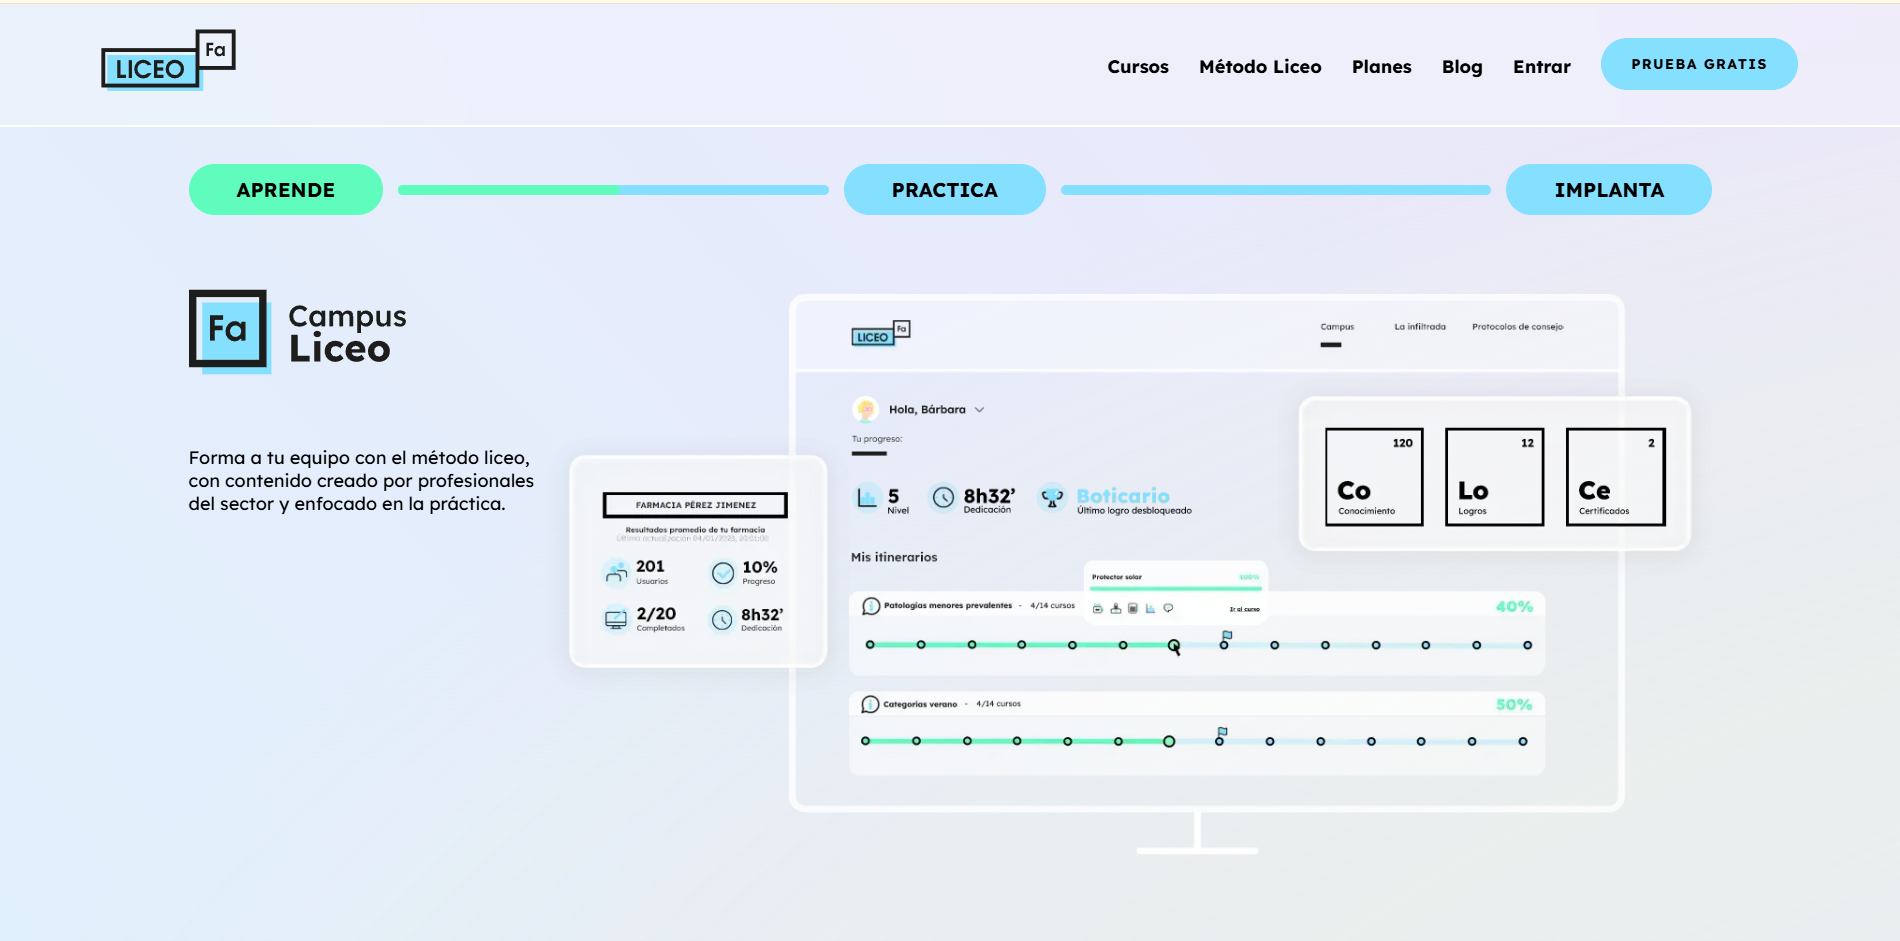 LICEO Fa
Cursos Método Liceo Planes Blog Entrar PRUEBA GRATIS
APRENDE PRACTICA IMPLANTA
Fa Campus
Liceo
Forma a tu equipo con el método liceo,
con contenido creado por profesionales
del sector y enfocado en la práctica.
FARMACIA PÉREZ JIMENEZ
Resultados promedio de tu farmacia
Última actualización 04/01/2023, 20:01:00
201
Usuarios
10%
Progreso
2/20
Completados
8h32’
Dedicación
LICEO Fa
Campus La infiltrada Protocolos de consejo
Hola, Bárbara
Tu progreso:
5
Nivel
8h32’
Dedicación
Boticario
Último logro desbloqueado
120
Co
Conocimiento
12
Lo
Logros
2
Ce
Certificados
Mis itinerarios
Protector solar 100%
Ir al curso
Patologías menores prevalentes - 4/14 cursos 40%
Categorías verano - 4/14 cursos 50%